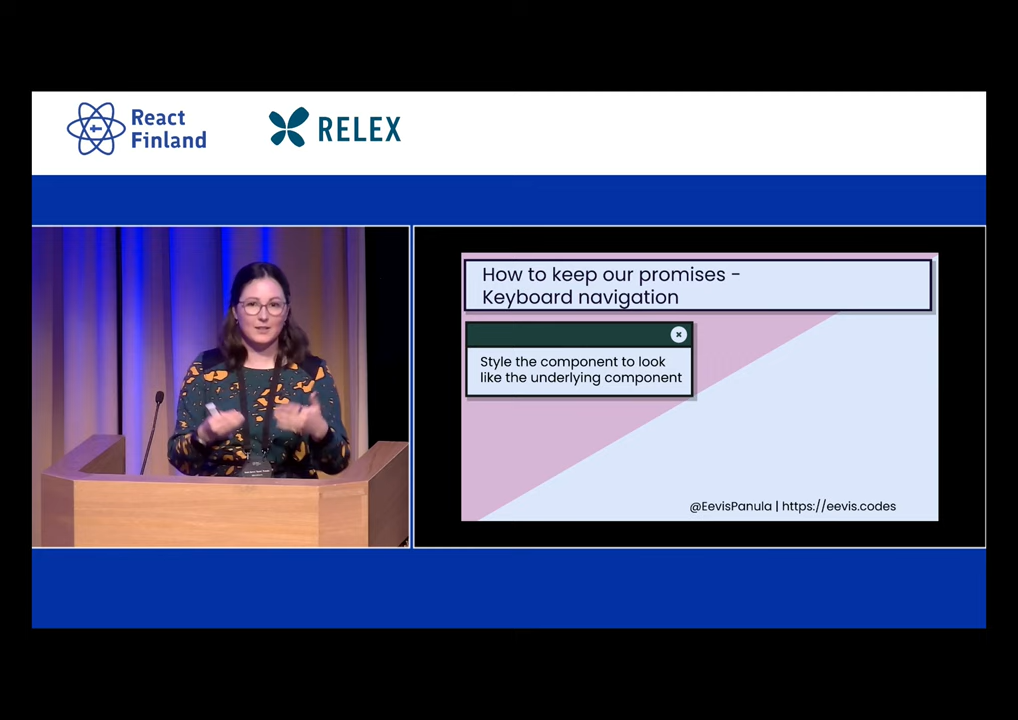 React
Finland
RELEX
How to keep our promises -
Keyboard navigation
Style the component to look
like the underlying component
@EevisPanula | https://eevis.codes